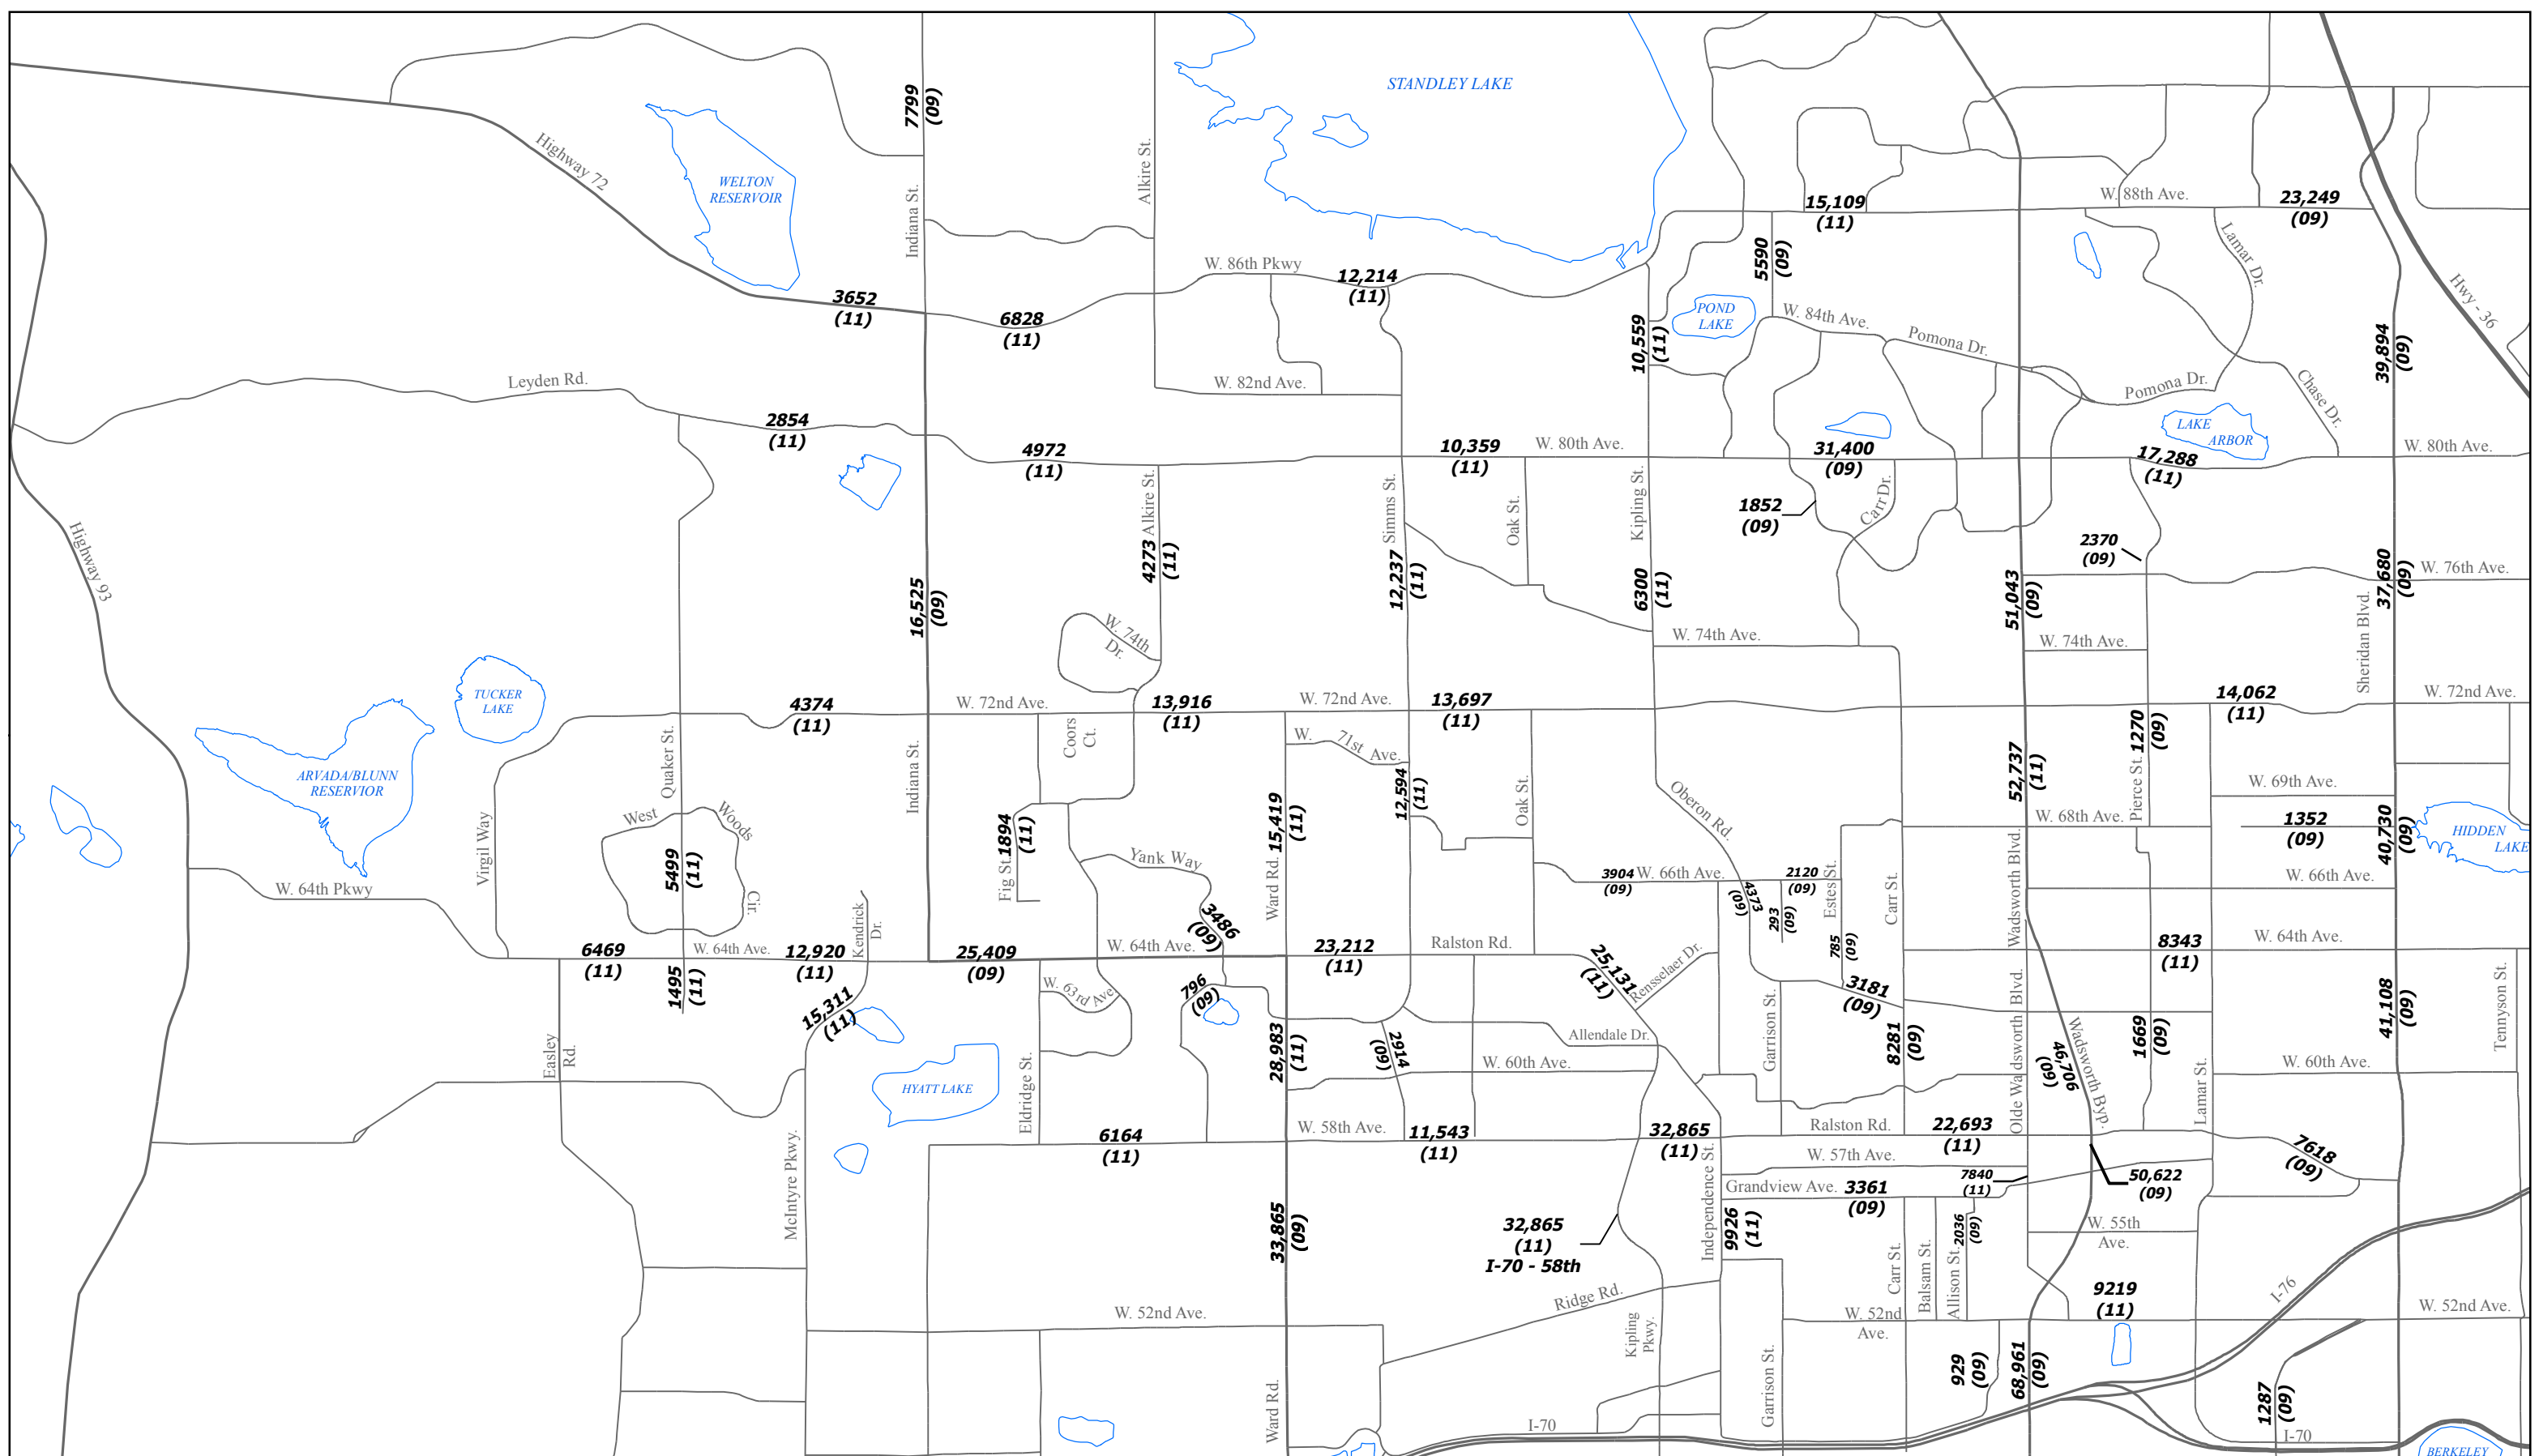 STANDLEY LAKE
7799
(09)
Highway 72
WELTON
RESERVOIR
Indiana St.
Alkire St.
W. 88th Ave.
15,109
(11)
23,249
(09)
Lamar Dr.
Hwy - 36
5590
(09)
W. 86th Pkwy
12,214
(11)
3652
(11)
6828
(11)
POND
LAKE
W. 84th Ave.
Pomona Dr.
10,559
(11)
39,894
(09)
Leyden Rd.
W. 82nd Ave.
Pomona Dr.
Chase Dr.
LAKE
ARBOR
2854
(11)
4972
(11)
10,359
(11)
W. 80th Ave.
31,400
(09)
17,288
(11)
W. 80th Ave.
Highway 93
Alkire St.
4273
(11)
Simms St.
12,237
(11)
Oak St.
Kipling St.
6300
(11)
1852
(09)
Carr Dr.
2370
(09)
W. 76th Ave.
16,525
(09)
51,043
(09)
37,680
(09)
Sheridan Blvd.
W. 74th
Dr.
W. 74th Ave.
W. 74th Ave.
TUCKER
LAKE
4374
(11)
W. 72nd Ave.
13,916
(11)
W. 72nd Ave.
13,697
(11)
14,062
(11)
W. 72nd Ave.
ARVADA/BLUNN
RESERVIOR
Quaker St.
Indiana St.
Coors
Ct.
W. 71st Ave.
12,594
(11)
Oak St.
Oberon Rd.
52,737
(11)
Pierce St.
1270
(09)
W. 69th Ave.
Virgil Way
West Woods Cir.
5499
(11)
Fig St.
1894
(11)
Yank Way
Ward Rd.
15,419
(11)
W. 68th Ave.
1352
(09)
40,730
(09)
HIDDEN
LAKE
W. 64th Pkwy
Kendrick
Dr.
3486
(09)
3904
(09)
W. 66th Ave.
4373
(09)
293
(09)
2120
(09)
Estes St.
785
(09)
Carr St.
Wadsworth Blvd.
W. 66th Ave.
6469
(11)
W. 64th Ave.
12,920
(11)
25,409
(09)
W. 64th Ave.
23,212
(11)
Ralston Rd.
25,131
(11)
Rensselaer Dr.
8343
(11)
W. 64th Ave.
1495
(11)
15,311
(11)
W. 63rd Ave.
796
(09)
3181
(09)
41,108
(09)
Tennyson St.
Easley
Rd.
HYATT LAKE
Eldridge St.
28,983
(11)
2914
(09)
Allendale Dr.
W. 60th Ave.
Garrison St.
8281
(09)
Olde Wadsworth Blvd.
46,706
(09)
Wadsworth Byp.
1669
(09)
Lamar St.
W. 60th Ave.
McIntyre Pkwy.
6164
(11)
W. 58th Ave.
11,543
(11)
32,865
(11)
Ralston Rd.
22,693
(11)
7618
(09)
W. 57th Ave.
7840
(11)
50,622
(09)
Grandview Ave.
3361
(09)
Independence St.
9926
(11)
33,865
(09)
32,865
(11)
I-70 - 58th
2036
(09)
W. 55th
Ave.
Carr St.
Balsam St.
Allison St.
Ridge Rd.
9219
(11)
I-76
W. 52nd Ave.
Kipling
Pkwy.
W. 52nd
Ave.
W. 52nd Ave.
Ward Rd.
Garrison St.
929
(09)
68,961
(09)
1287
(09)
I-70
I-70
BERKELEY